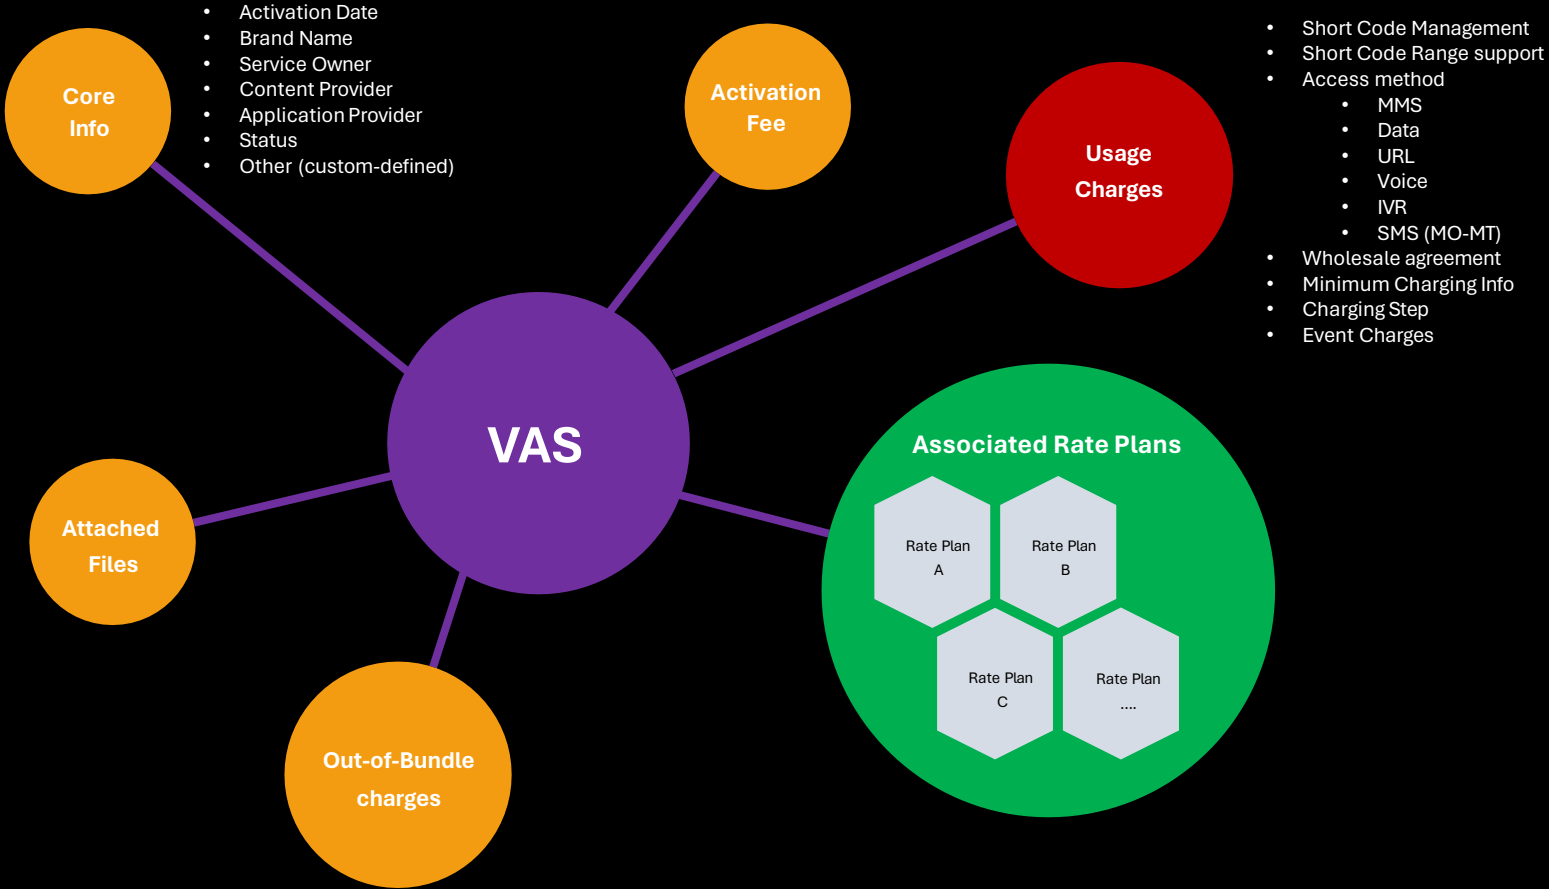 Core
Info
• Activation Date
• Brand Name
• Service Owner
• Content Provider
• Application Provider
• Status
• Other (custom-defined)
Activation
Fee
Usage
Charges
• Short Code Management
• Short Code Range support
• Access method
• MMS
• Data
• URL
• Voice
• IVR
• SMS (MO-MT)
• Wholesale agreement
• Minimum Charging Info
• Charging Step
• Event Charges
VAS
Associated Rate Plans
Rate Plan
A
Rate Plan
B
Rate Plan
C
Rate Plan
....
Attached
Files
Out-of-Bundle
charges